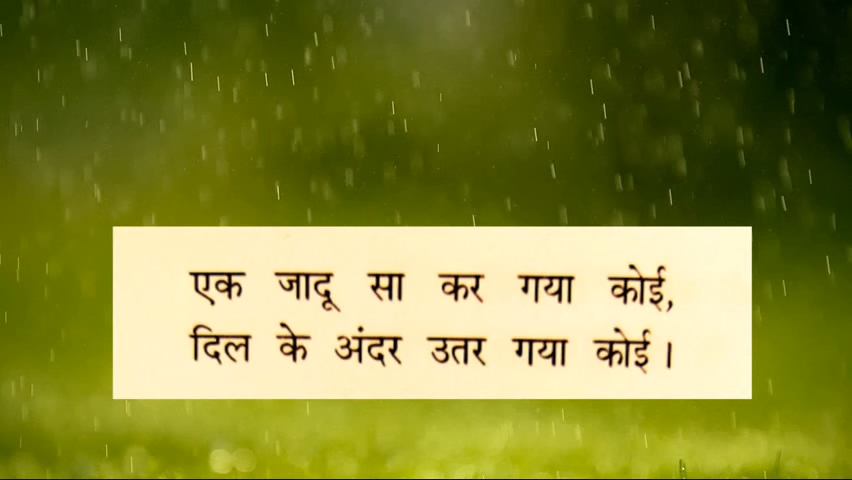 एक जादू सा कर गया कोई,
दिल के अंदर उतर गया कोई।